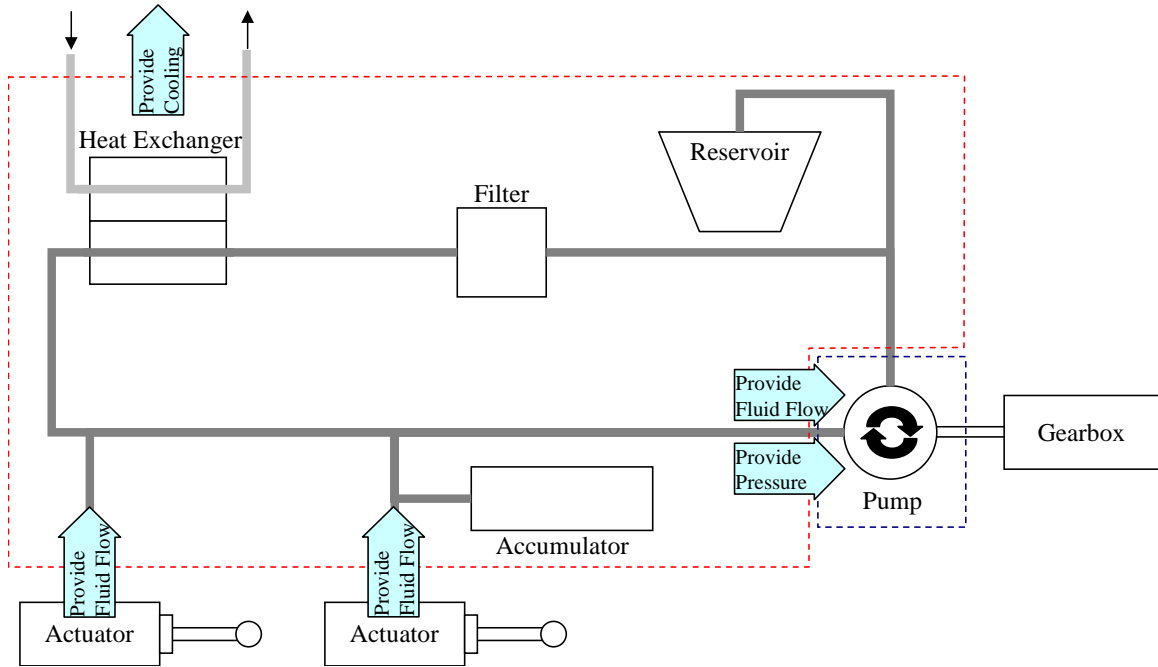 Provide
Cooling
Heat Exchanger
Reservoir
Filter
Provide
Fluid Flow
Provide
Pressure
Gearbox
Pump
Accumulator
Provide
Fluid Flow
Provide
Fluid Flow
Actuator
Actuator